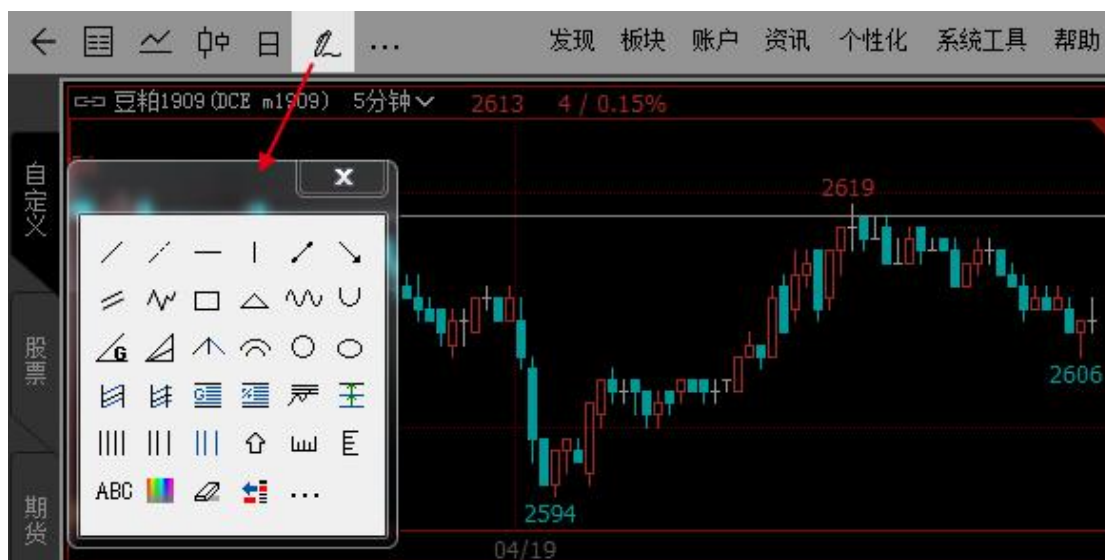 发现 板块 账户 资讯 个性化 系统工具 帮助
豆粕1909(DCE m1909) 5分钟 2613 4 / 0.15%
自定义
股票
期货
日
2619
2606
2594
04/19
G
G
%
ABC
X